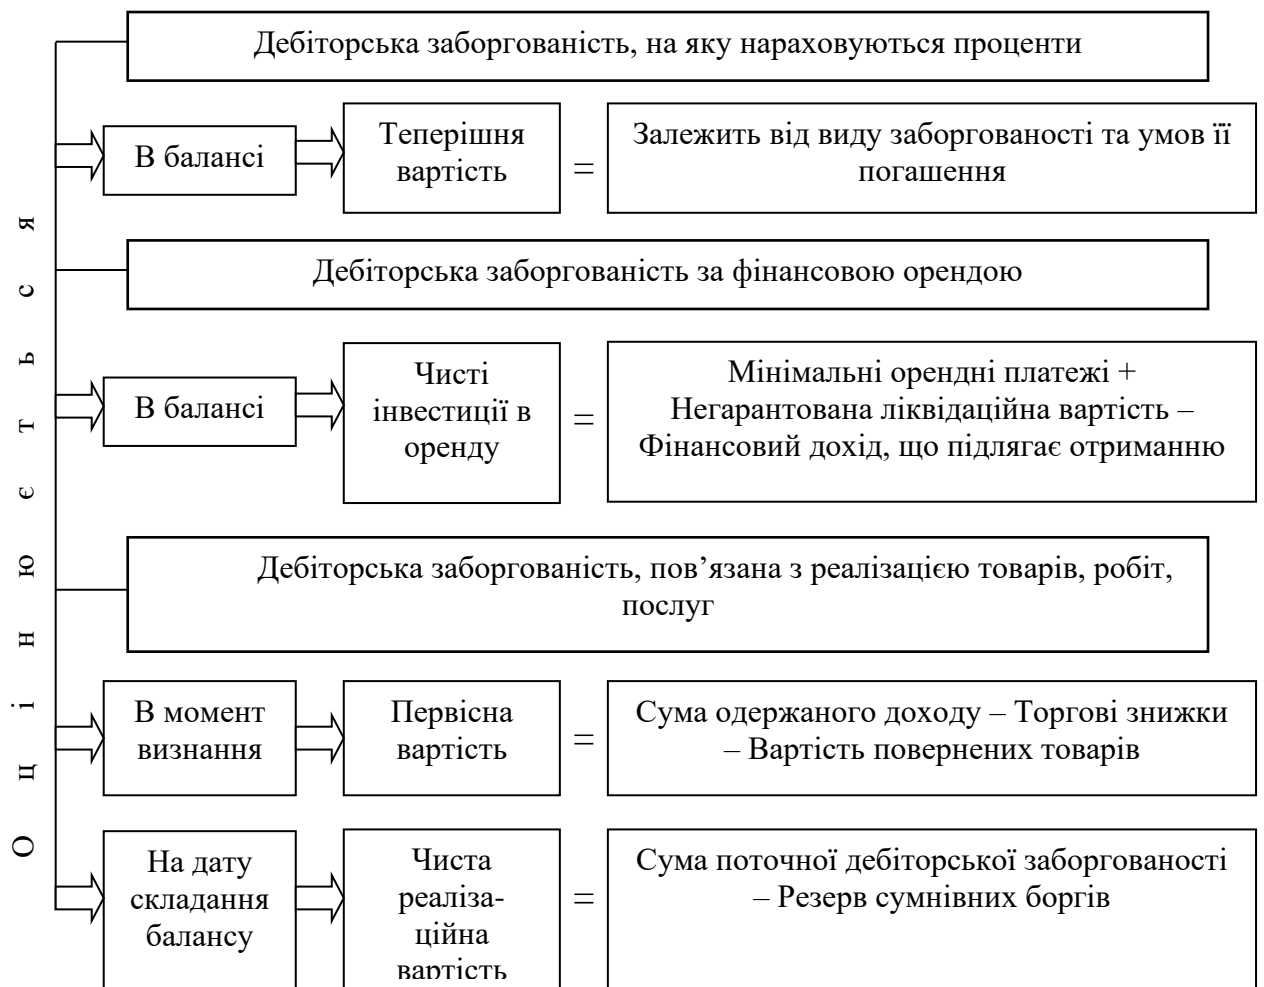 Дебіторська заборгованість, на яку нараховуються проценти
В балансі
Теперішня
вартість
=
Залежить від виду заборгованості та умов її
погашення
Дебіторська заборгованість за фінансовою орендою
В балансі
Чисті
інвестиції в
оренду
=
Мінімальні орендні платежі +
Негарантована ліквідаційна вартість –
Фінансовий дохід, що підлягає отриманню
Дебіторська заборгованість, пов’язана з реалізацією товарів, робіт,
послуг
В момент
визнання
Первісна
вартість
=
Сума одержаного доходу – Торгові знижки
– Вартість повернених товарів
На дату
складання
балансу
Чиста
реаліза-
ційна
вартість
=
Сума поточної дебіторської заборгованості
– Резерв сумнівних боргів
О ц і н ю є т ь с я